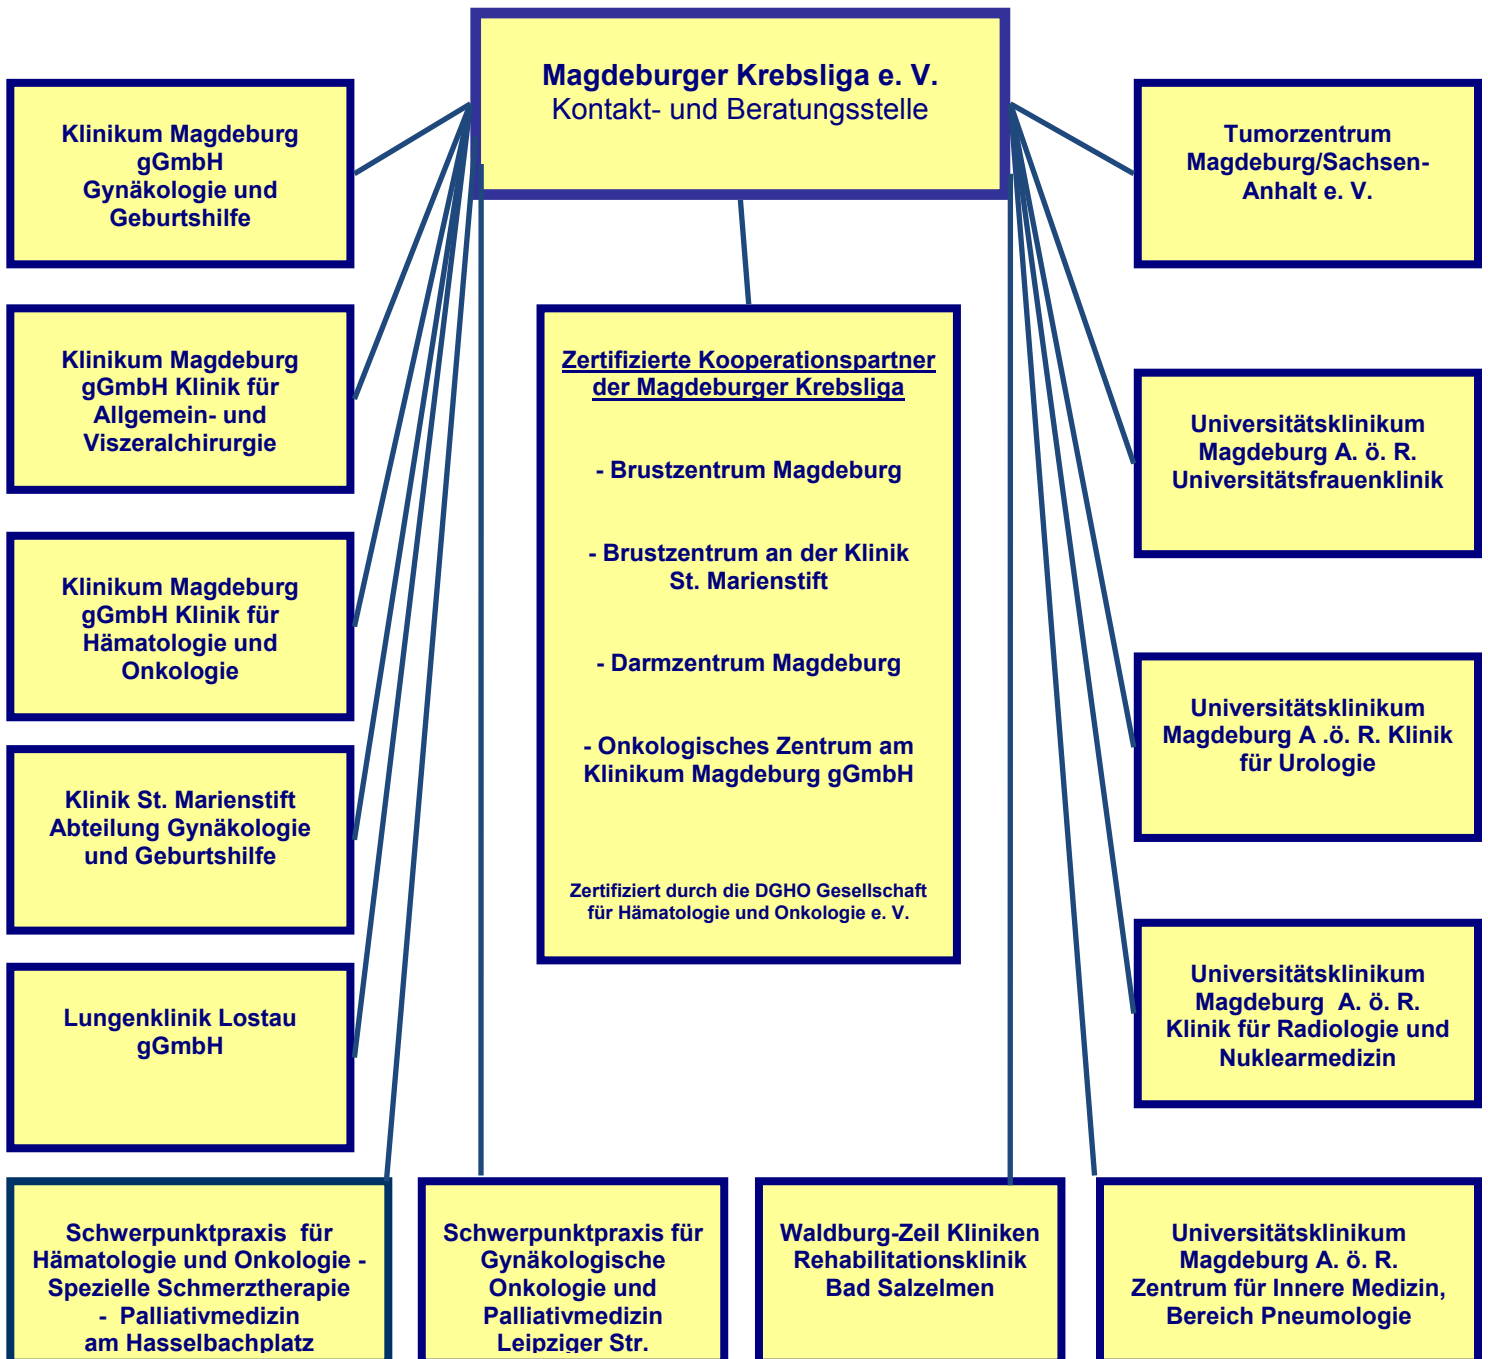 Magdeburger Krebsliga e. V.
Kontakt- und Beratungsstelle
Klinikum Magdeburg
gGmbH
Gynäkologie und
Geburtshilfe
Klinikum Magdeburg
gGmbH Klinik für
Allgemein- und
Viszeralchirurgie
Klinikum Magdeburg
gGmbH Klinik für
Hämatologie und
Onkologie
Klinik St. Marienstift
Abteilung Gynäkologie
und Geburtshilfe
Lungenklinik Lostau
gGmbH
Zertifizierte Kooperationspartner
der Magdeburger Krebsliga
- Brustzentrum Magdeburg
- Brustzentrum an der Klinik
St. Marienstift
- Darmzentrum Magdeburg
- Onkologisches Zentrum am
Klinikum Magdeburg gGmbH
Zertifiziert durch die DGHO Gesellschaft
für Hämatologie und Onkologie e. V.
Tumorzentrum
Magdeburg/Sachsen-
Anhalt e. V.
Universitätsklinikum
Magdeburg A. ö. R.
Universitätsfrauenklinik
Universitätsklinikum
Magdeburg A .ö. R. Klinik
für Urologie
Universitätsklinikum
Magdeburg  A. ö. R.
Klinik für Radiologie und
Nuklearmedizin
Schwerpunktpraxis  für
Hämatologie und Onkologie -
Spezielle Schmerztherapie
-  Palliativmedizin
am Hasselbachplatz
Schwerpunktpraxis für
Gynäkologische
Onkologie und
Palliativmedizin
Leipziger Str.
Waldburg-Zeil Kliniken
Rehabilitationsklinik
Bad Salzelmen
Universitätsklinikum
Magdeburg A. ö. R.
Zentrum für Innere Medizin,
Bereich Pneumologie